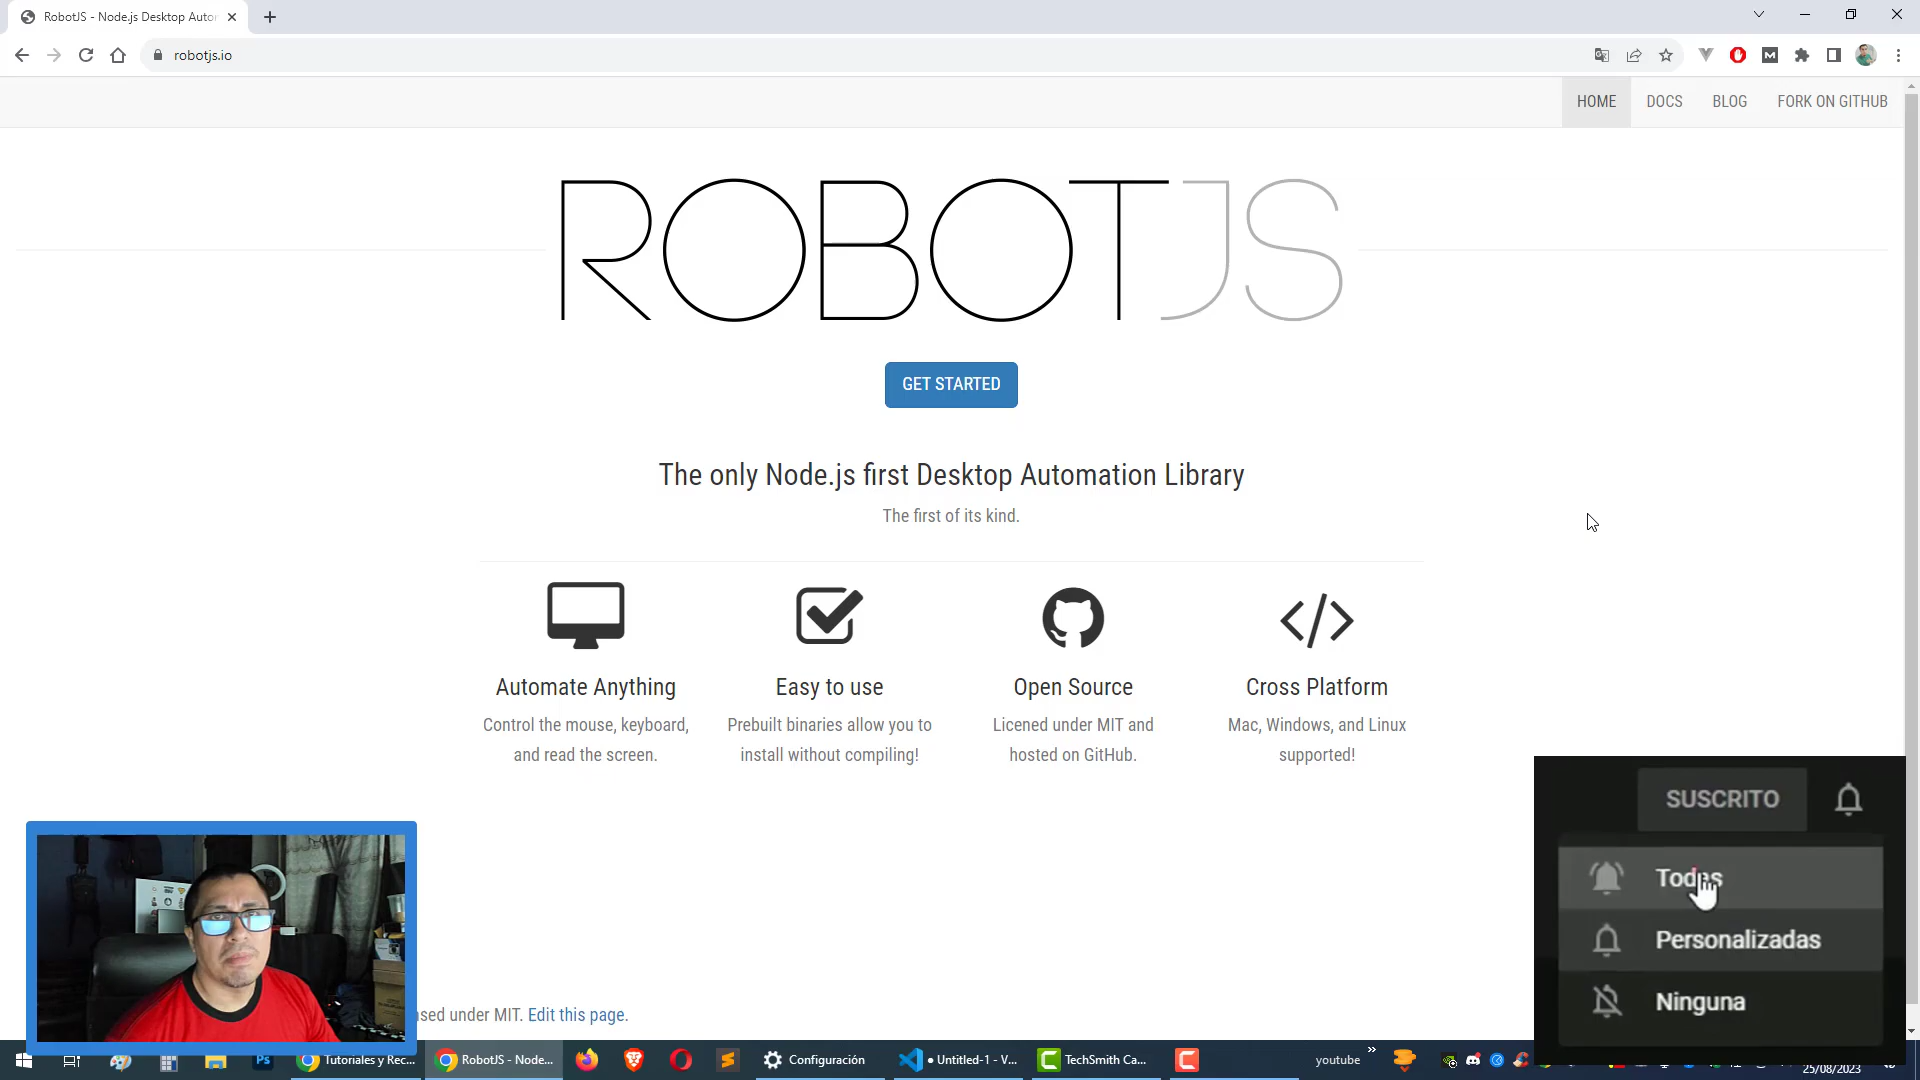 RobotJS - Node.js Desktop Autor
robotjs.io
HOME
DOCS
BLOG
FORK ON GITHUB
ROBOTJS
GET STARTED
The only Node.js first Desktop Automation Library
The first of its kind.
Automate Anything
Control the mouse, keyboard,
and read the screen.
Easy to use
Prebuilt binaries allow you to
install without compiling!
Open Source
Licened under MIT and
hosted on GitHub.
Cross Platform
Mac, Windows, and Linux
supported!
SUSCRITO
Todas
Personalizadas
Ninguna
sed under MIT. Edit this page.
Tutoriales y Rec...
RobotJS - Node...
Configuración
● Untitled-1 - V...
TechSmith Ca...
youtube
25/08/2023